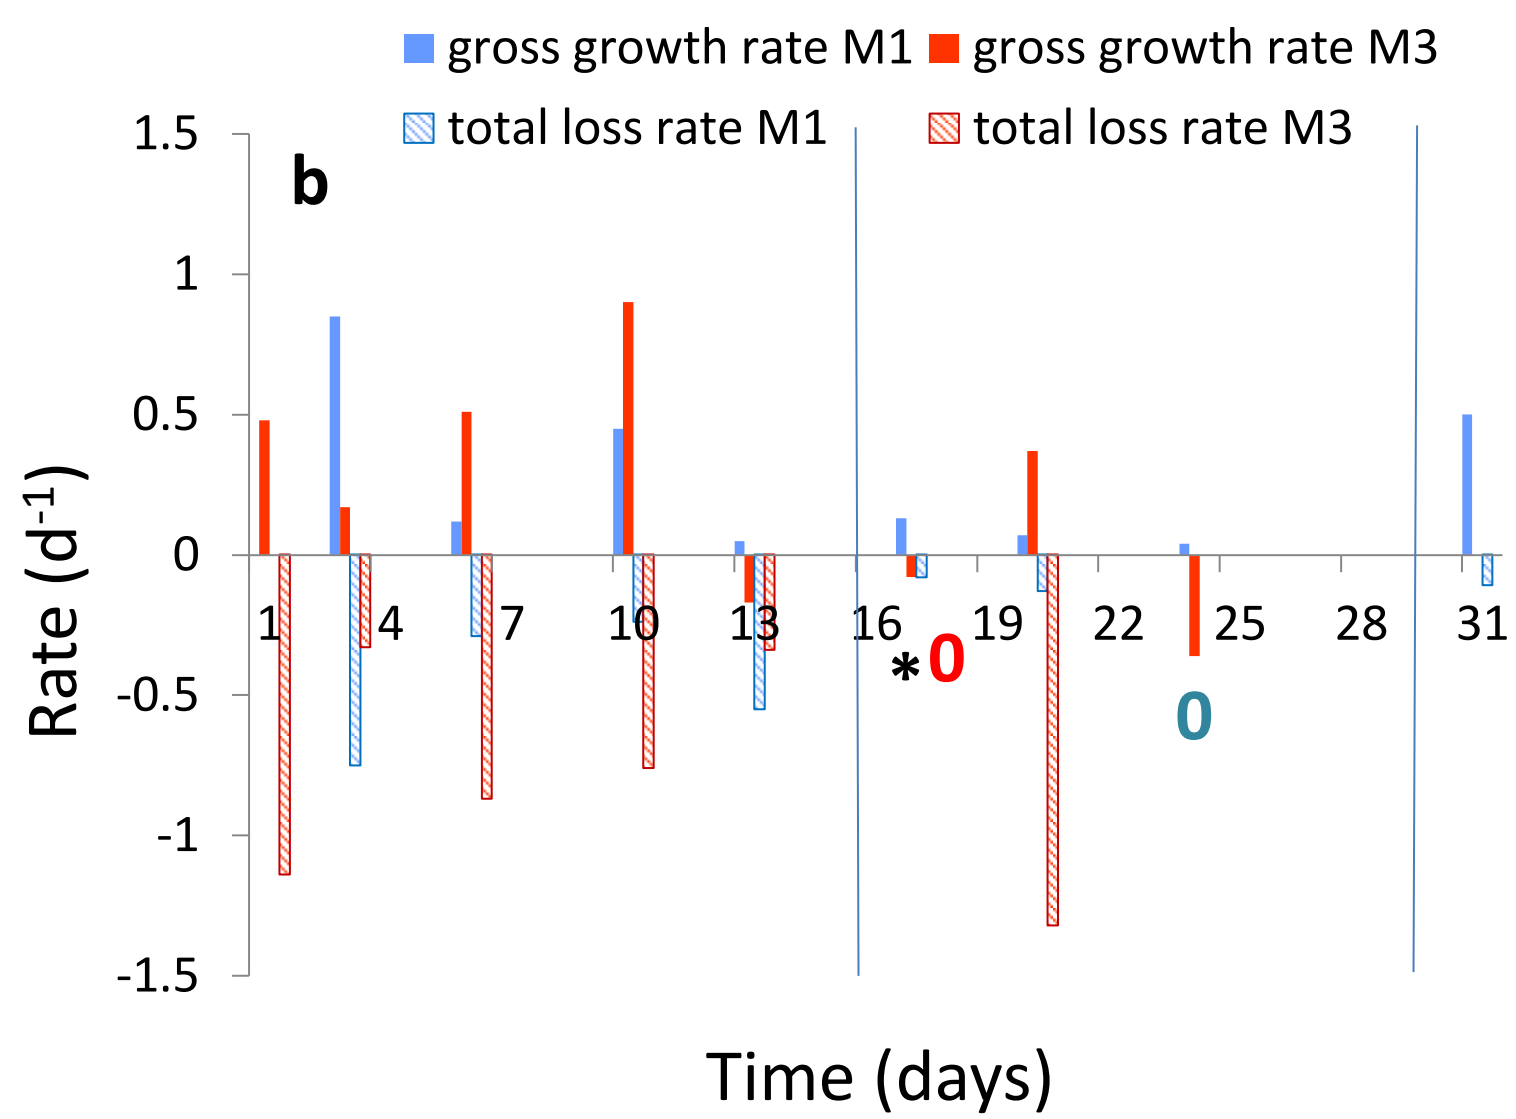 gross growth rate M1 gross growth rate M3
total loss rate M1 total loss rate M3
b
1.5
1
0.5
0
-0.5
-1
-1.5
Rate (d-1)
1 4 7 10 13 16 19 22 25 28 31
*0
0
Time (days)